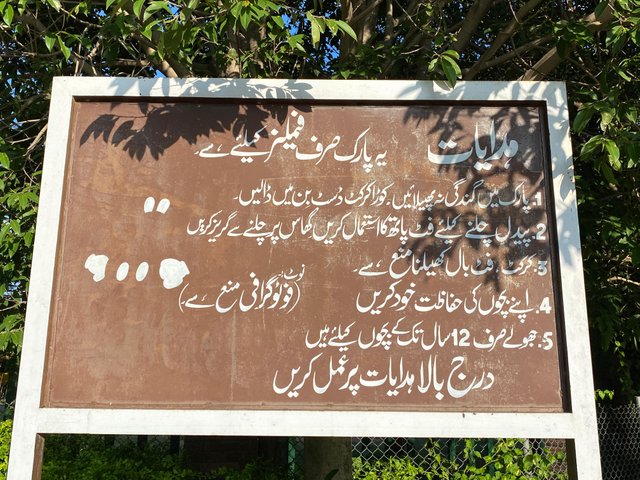 ہدایات یہ پارک صرف فیملیز کیلئے ہے۔
1. پارک میں گندگی نہ پھیلائیں۔ کوڑا کرکٹ ڈسٹ بن میں ڈالیں۔
2. پیدل چلنے کیلئے فٹ پاتھ کا استعمال کریں گھاس پر چلنے سے گریز کریں
3. کرکٹ، فٹ بال کھیلنا منع ہے۔
4. اپنے بچوں کی حفاظت خود کریں (نوٹ: فوٹوگرافی منع ہے۔)
5. جھولے صرف 12 سال تک کے بچوں کیلئے ہیں
درج بالا ہدایات پر عمل کریں